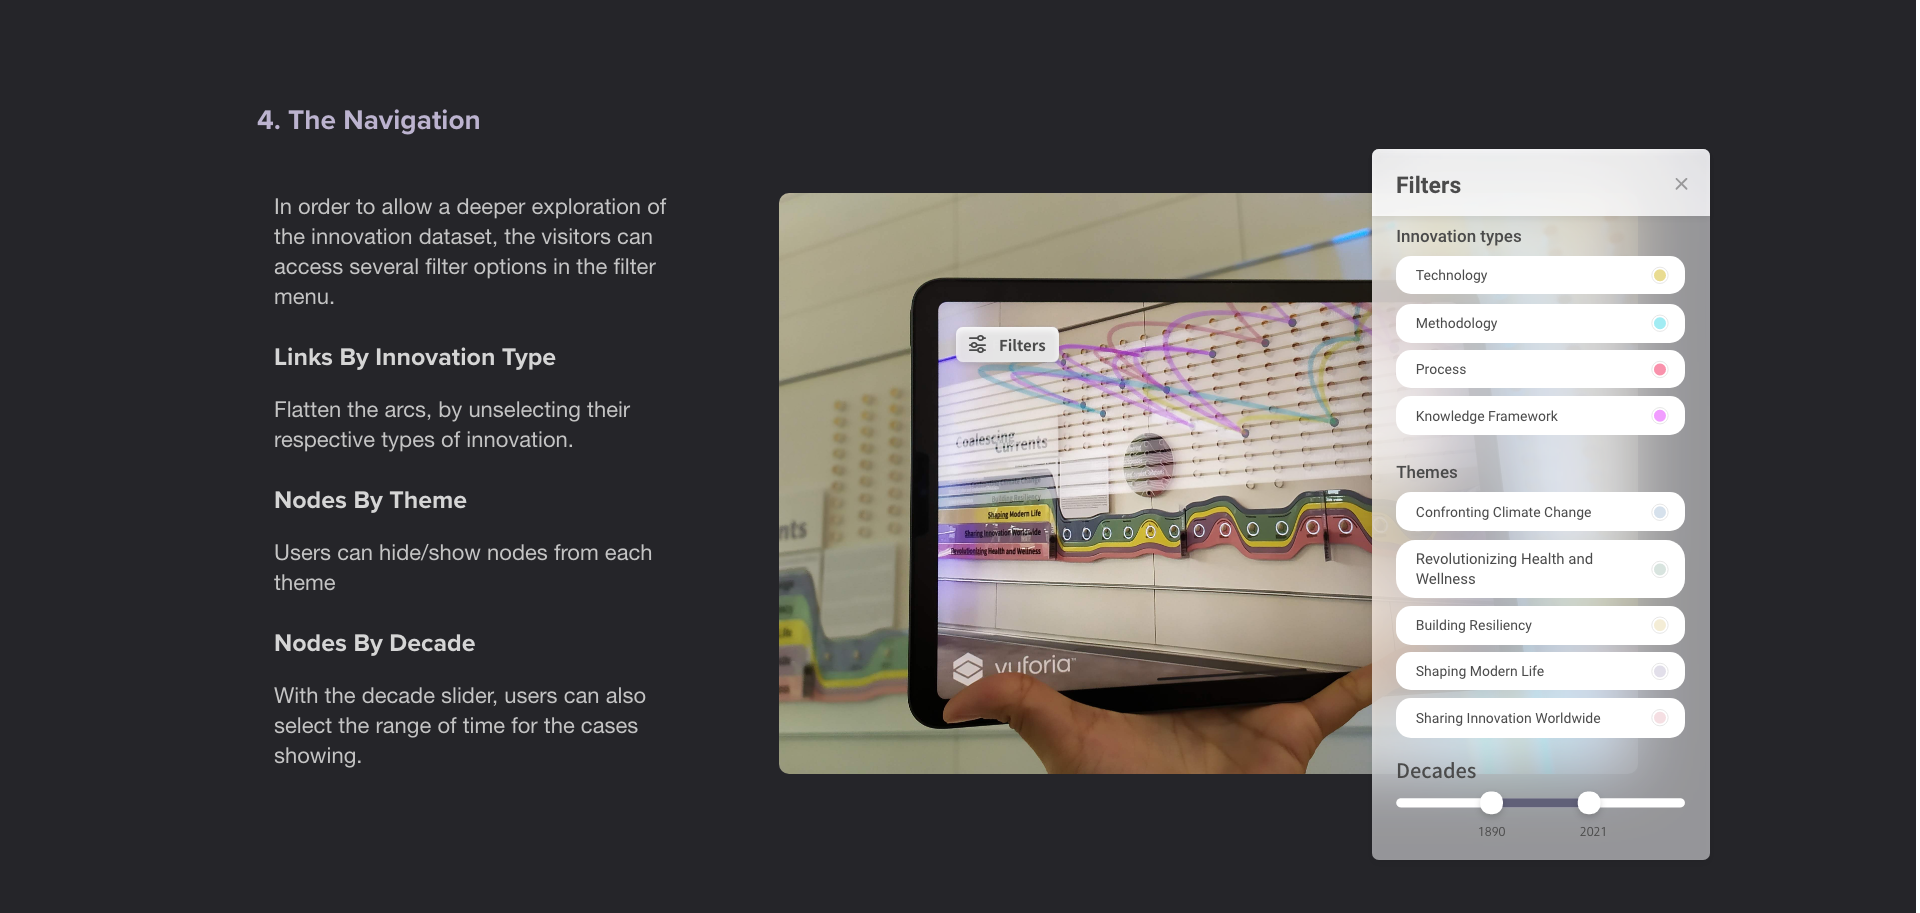 4. The Navigation
In order to allow a deeper exploration of
the innovation dataset, the visitors can
access several filter options in the filter
menu.
Links By Innovation Type
Flatten the arcs, by unselecting their
respective types of innovation.
Nodes By Theme
Users can hide/show nodes from each
theme
Nodes By Decade
With the decade slider, users can also
select the range of time for the cases
showing.
Filters
Coalescing
Currents
Building Resiliency
Shaping Modern Life
Sharing Innovation Worldwide
Revolutionizing Health and Wellness
vuforia™
Filters
Innovation types
Technology
Methodology
Process
Knowledge Framework
Themes
Confronting Climate Change
Revolutionizing Health and
Wellness
Building Resiliency
Shaping Modern Life
Sharing Innovation Worldwide
Decades
1890
2021